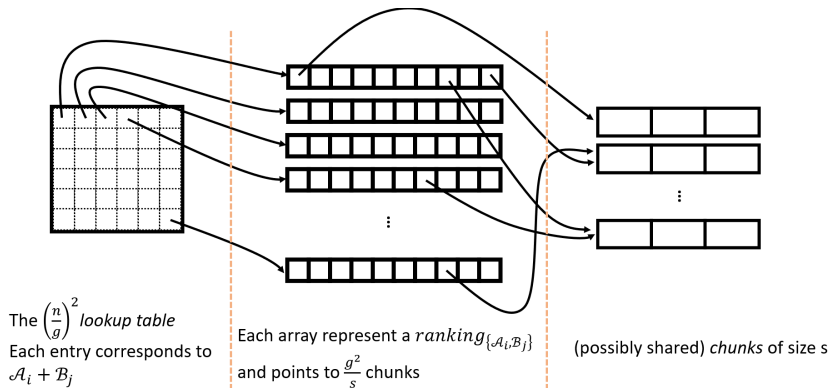 The (n/g)² lookup table
Each entry corresponds to
𝒜ᵢ + ℬⱼ
Each array represent a ranking_{𝒜ᵢ,ℬⱼ}
and points to g²/s chunks
(possibly shared) chunks of size s